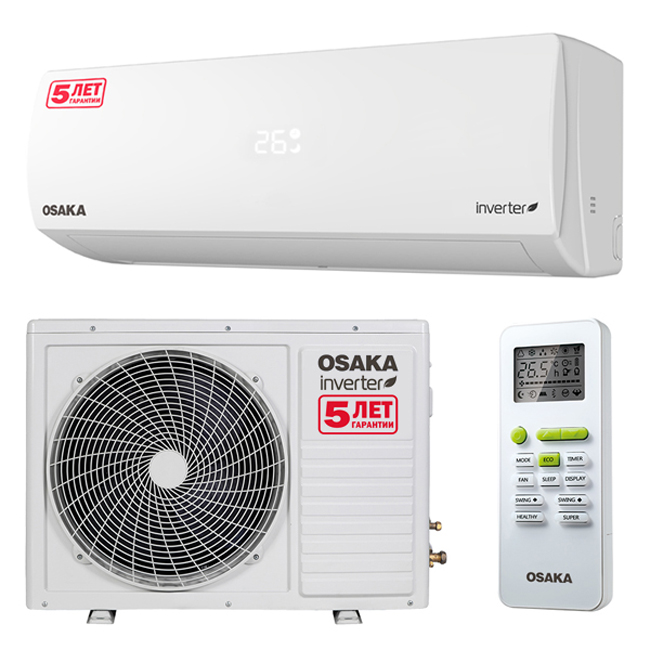 5 ЛЕТ
ГАРАНТИИ
26
OSAKA
inverter
OSAKA
inverter
5 ЛЕТ
ГАРАНТИИ
26.5
h
MODE ECO TIMER
FAN SLEEP DISPLAY
SWING SWING
HEALTHY SUPER
OSAKA